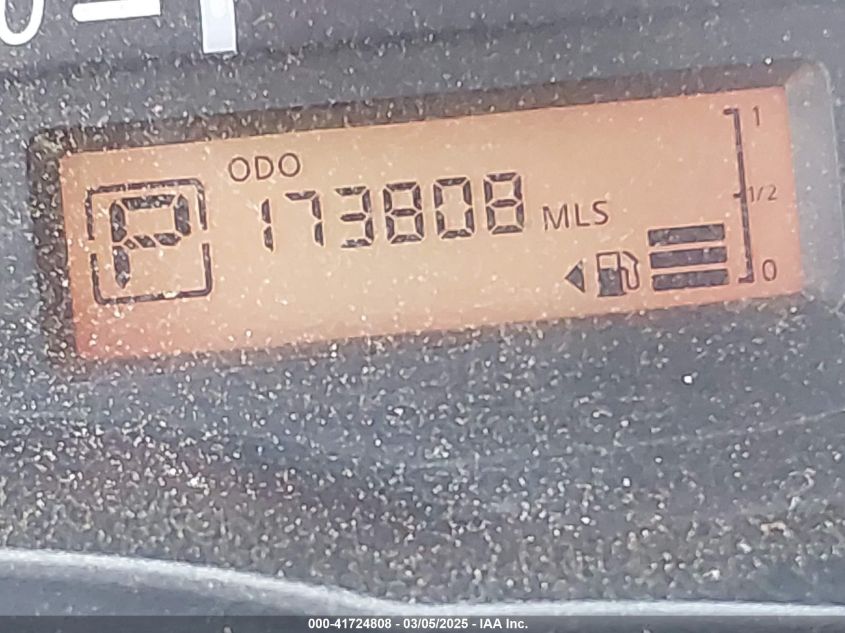 ODO
P
173808 MLS
1
1/2
0
000-41724808 - 03/05/2025 - IAA Inc.